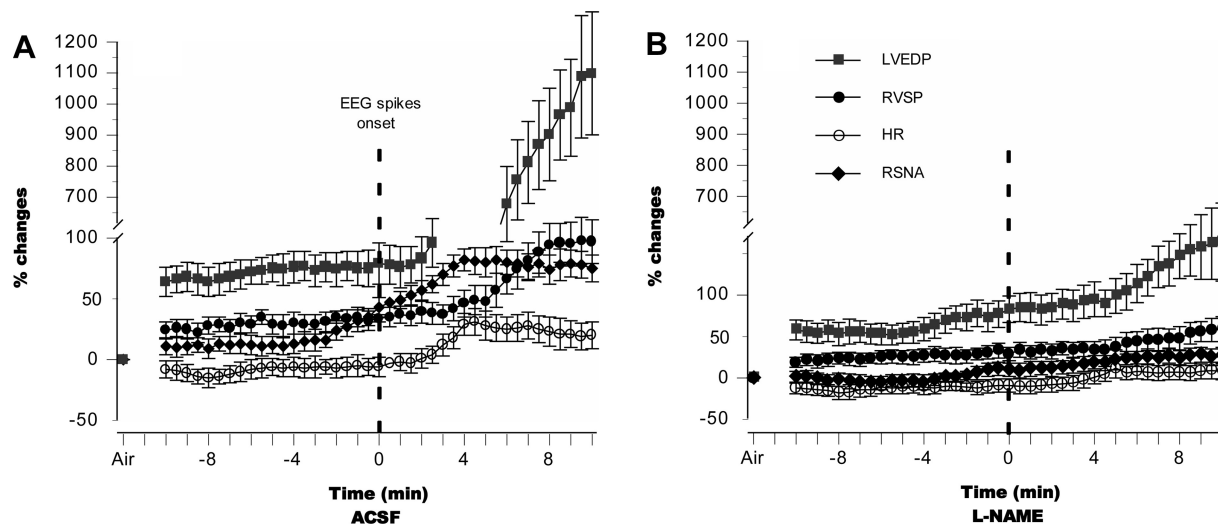 A
% changes
1200
1100
1000
900
800
700
100
50
0
-50
EEG spikes
onset
Air
-8
-4
0
4
8
Time (min)
ACSF
B
% changes
1200
1100
1000
900
800
700
100
50
0
-50
LVEDP
RVSP
HR
RSNA
Air
-8
-4
0
4
8
Time (min)
L-NAME